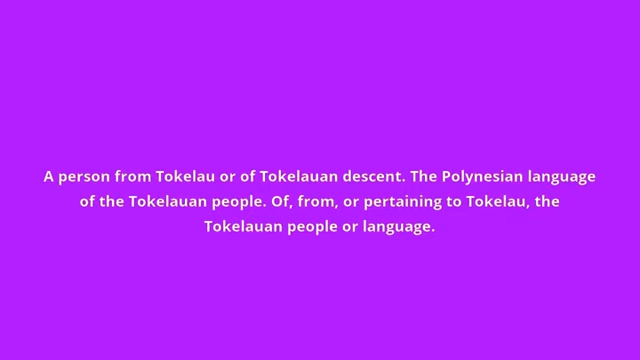 A person from Tokelau or of Tokelauan descent. The Polynesian language
of the Tokelauan people. Of, from, or pertaining to Tokelau, the
Tokelauan people or language.